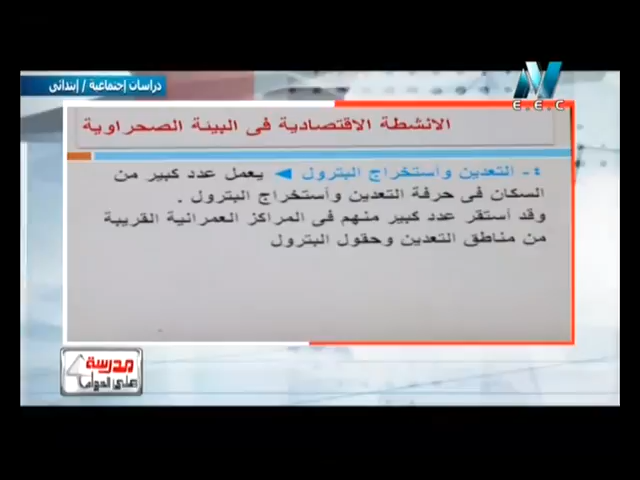 دراسات إجتماعية / إبتدائى
E.E.C
الانشطة الاقتصادية فى البيئة الصحراوية
٤- التعدين وأستخراج البترول ◄ يعمل عدد كبير من
السكان فى حرفة التعدين وأستخراج البترول .
وقد أستقر عدد كبير منهم فى المراكز العمرانية القريبة
من مناطق التعدين وحقول البترول
مدرسة
على الهواء